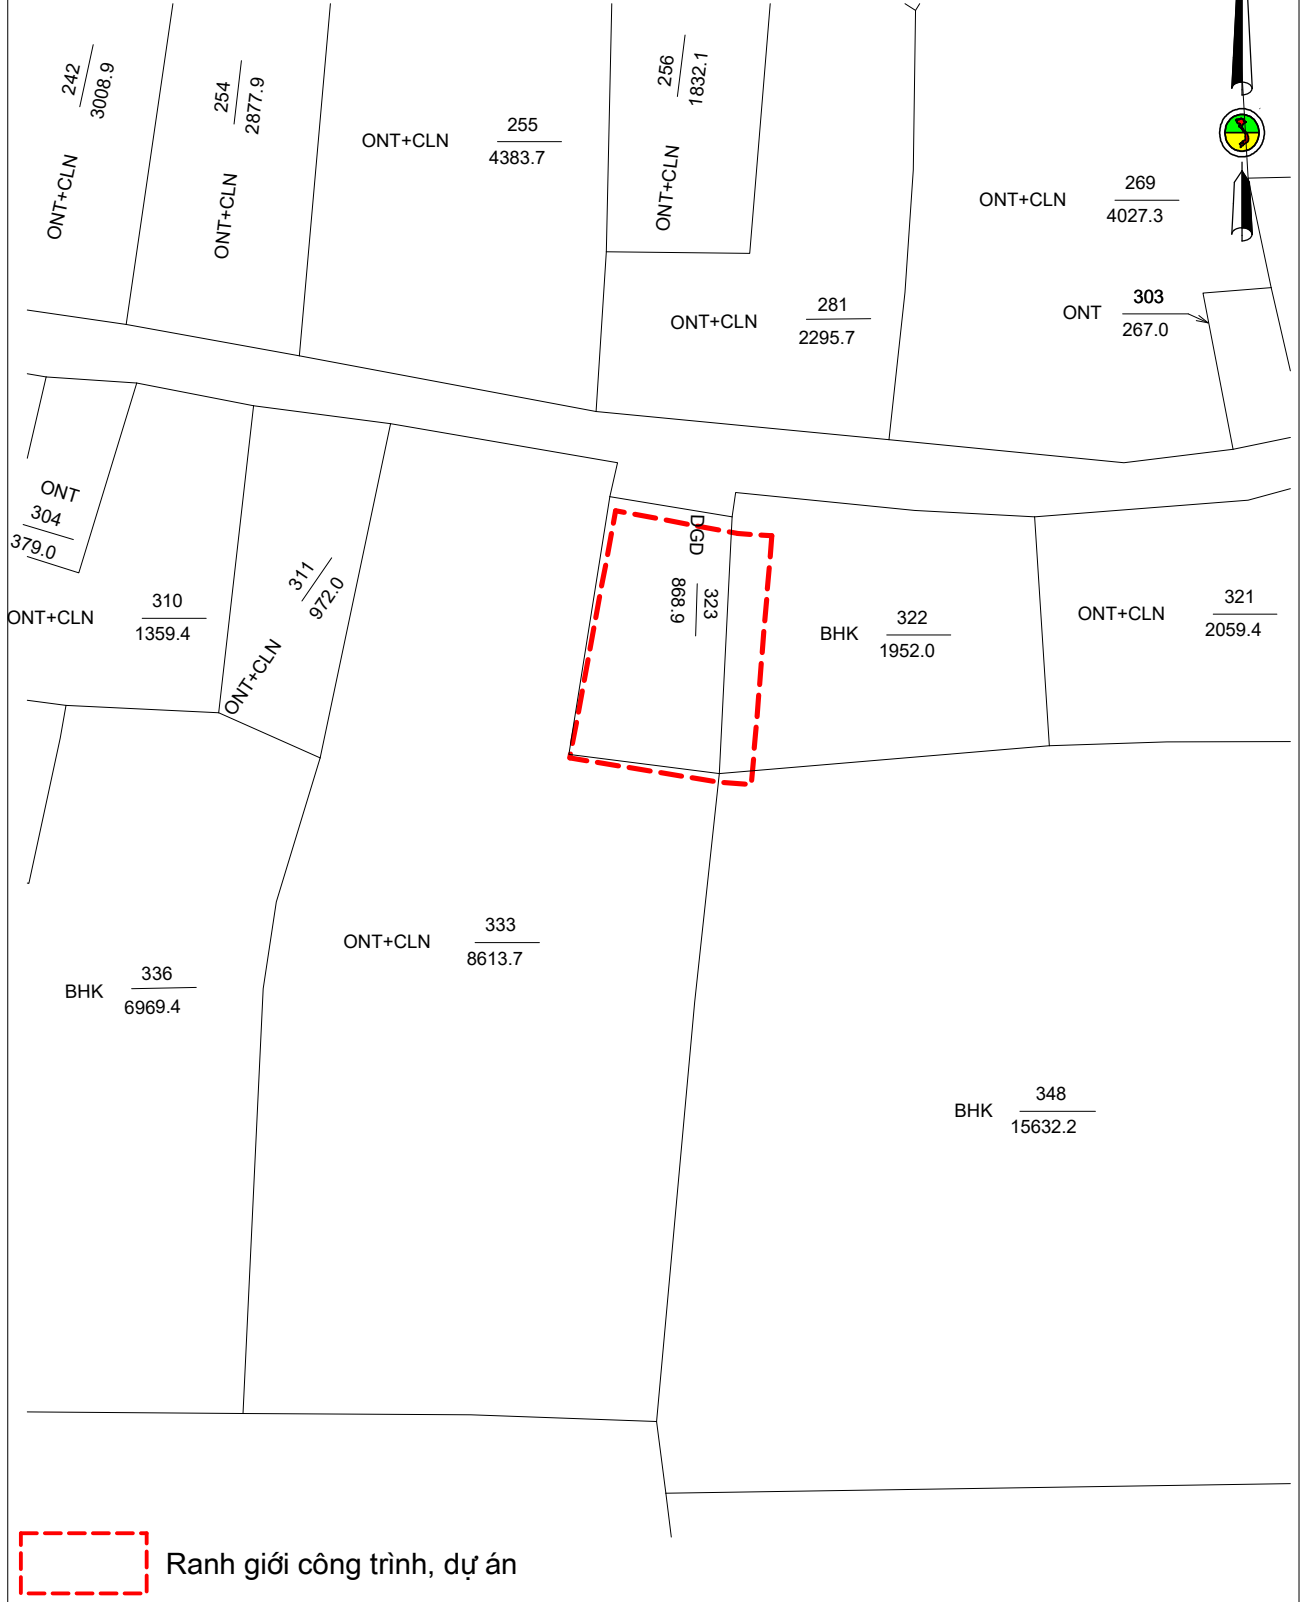 242
3008.9
ONT+CLN
254
2877.9
ONT+CLN
ONT+CLN
255
4383.7
256
1832.1
ONT+CLN
ONT+CLN
269
4027.3
ONT+CLN
281
2295.7
ONT
303
267.0
ONT
304
379.0
ONT+CLN
310
1359.4
311
972.0
ONT+CLN
DGD
323
868.9
BHK
322
1952.0
ONT+CLN
321
2059.4
ONT+CLN
333
8613.7
BHK
336
6969.4
BHK
348
15632.2
Ranh giới công trình, dự án